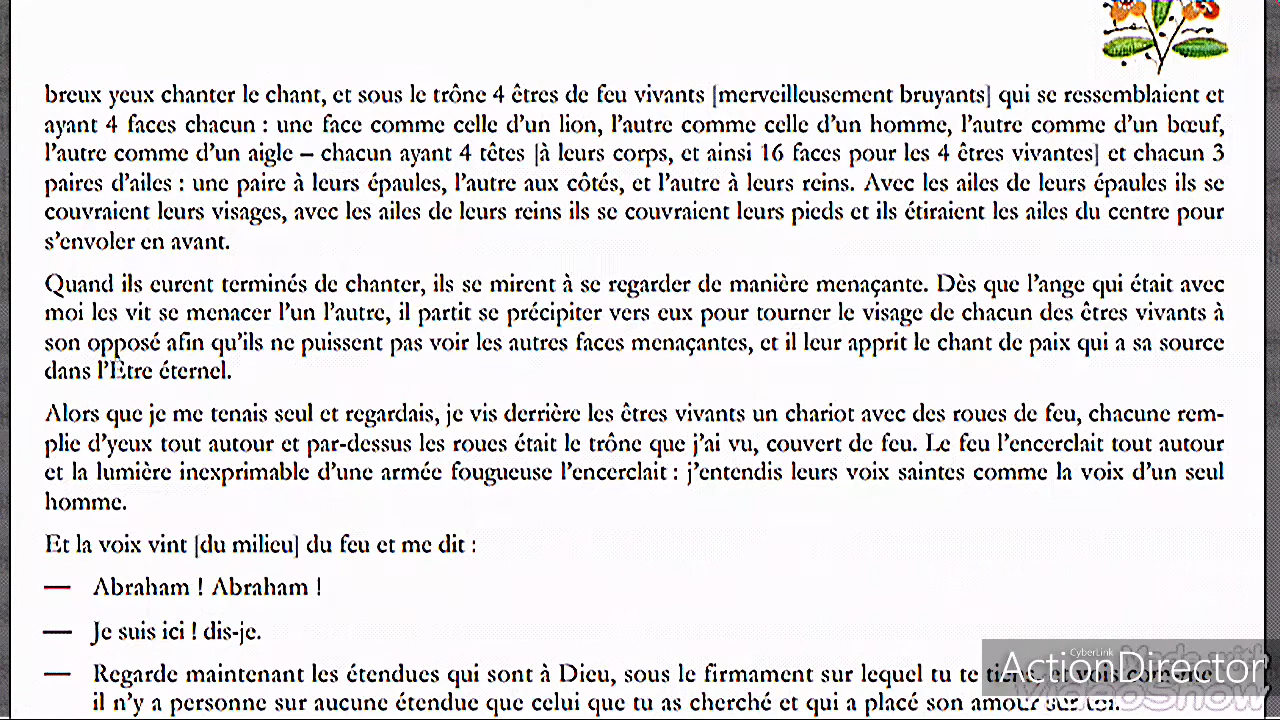 breux yeux chanter le chant, et sous le trône 4 êtres de feu vivants [merveilleusement bruyants] qui se ressemblaient et
ayant 4 faces chacun : une face comme celle d'un lion, l'autre comme celle d'un homme, l'autre comme d'un bœuf,
l'autre comme d'un aigle – chacun ayant 4 têtes [à leurs corps, et ainsi 16 faces pour les 4 êtres vivantes] et chacun 3
paires d'ailes : une paire à leurs épaules, l'autre aux côtés, et l'autre à leurs reins. Avec les ailes de leurs épaules ils se
couvraient leurs visages, avec les ailes de leurs reins ils se couvraient leurs pieds et ils étiraient les ailes du centre pour
s'envoler en avant.
Quand ils eurent terminés de chanter, ils se mirent à se regarder de manière menaçante. Dès que l'ange qui était avec
moi les vit se menacer l'un l'autre, il partit se précipiter vers eux pour tourner le visage de chacun des êtres vivants à
son opposé afin qu'ils ne puissent pas voir les autres faces menaçantes, et il leur apprit le chant de paix qui a sa source
dans l'Être éternel.
Alors que je me tenais seul et regardais, je vis derrière les êtres vivants un chariot avec des roues de feu, chacune rem-
plie d'yeux tout autour et par-dessus les roues était le trône que j'ai vu, couvert de feu. Le feu l'encerclait tout autour
et la lumière inexprimable d'une armée fougueuse l'encerclait : j'entendis leurs voix saintes comme la voix d'un seul
homme.
Et la voix vint [du milieu] du feu et me dit :
— Abraham ! Abraham !
— Je suis ici ! dis-je.
— Regarde maintenant les étendues qui sont à Dieu, sous le firmament sur lequel tu te tiens, et vois comme
il n'y a personne sur aucune étendue que celui que tu as cherché et qui a placé son amour sur toi.
CyberLink
ActionDirector
Made with
VideoShow